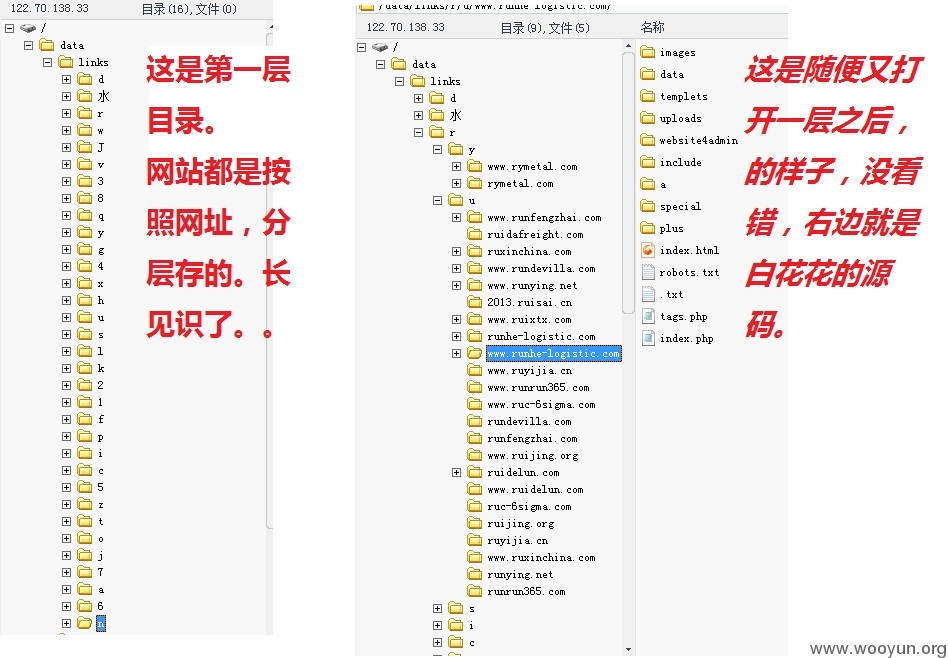 122.70.138.33 目录(16),文件(0)
/
data
links
d
水
r
w
J
v
3
8
q
y
g
4
x
h
u
s
l
k
2
1
f
p
i
c
5
z
t
o
j
7
a
6
n
这是第一层
目录。
网站都是按
照网址，分
层存的。长
见识了。。
/data/links/r/u/www.runhe-logistic.com/
122.70.138.33 目录(9),文件(5)
/
data
links
d
水
r
y
www.rymetal.com
rymetal.com
u
www.runfengzhai.com
ruidafreight.com
ruxinchina.com
www.rundevilla.com
www.runying.net
2013.ruisai.cn
www.ruixtx.com
runhe-logistic.com
www.runhe-logistic.com
www.ruyijia.cn
www.runrun365.com
www.ruc-6sigma.com
rundevilla.com
runfengzhai.com
www.ruijing.org
ruidelun.com
www.ruidelun.com
ruc-6sigma.com
ruijing.org
ruyijia.cn
www.ruxinchina.com
runying.net
runrun365.com
s
i
c
名称
images
data
templets
uploads
website4admin
include
a
special
plus
index.html
robots.txt
.txt
tags.php
index.php
这是随便又打
开一层之后，
的样子，没看
错，右边就是
白花花的源
码。
www.wooyun.org